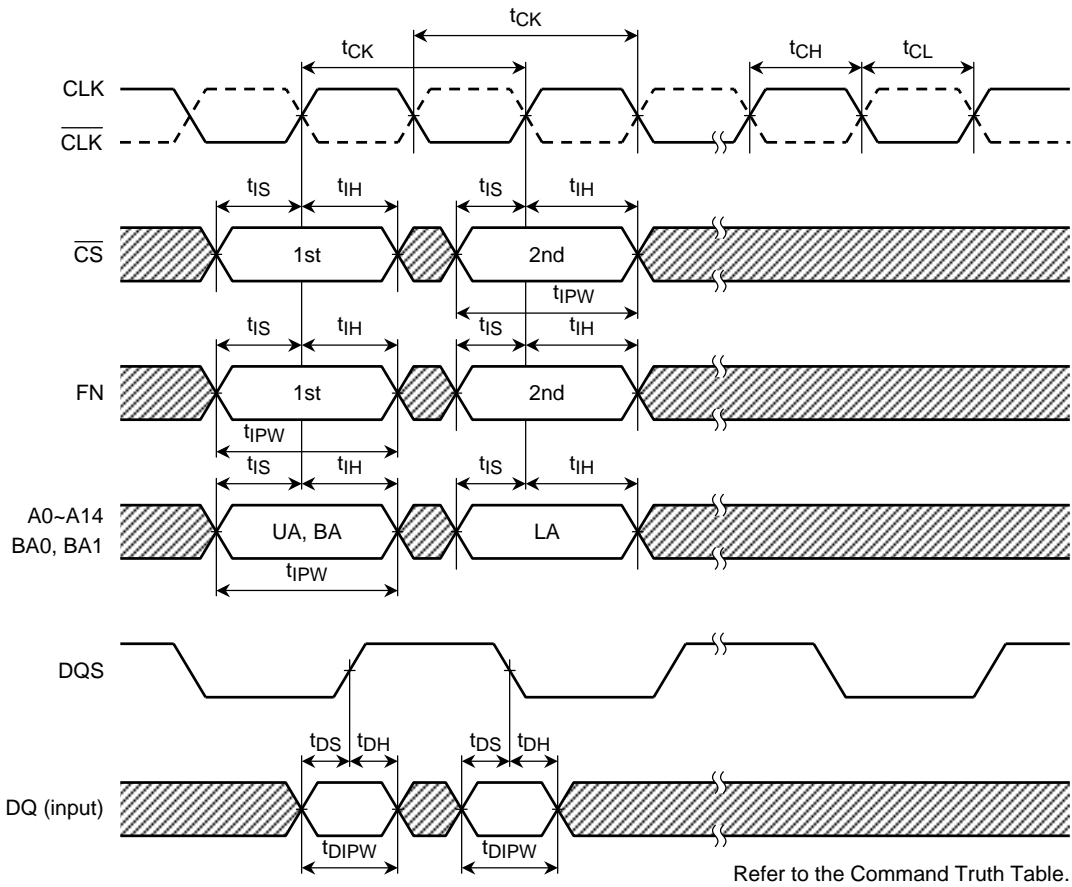 tCK
tCK
tCH
tCL
CLK
CLK
tIS
tIH
tIS
tIH
CS
1st
2nd
tIPW
tIS
tIH
tIS
tIH
FN
1st
2nd
tIPW
tIS
tIH
tIS
tIH
A0~A14
BA0, BA1
UA, BA
LA
tIPW
DQS
tDS
tDH
tDS
tDH
DQ (input)
tDIPW
tDIPW
Refer to the Command Truth Table.